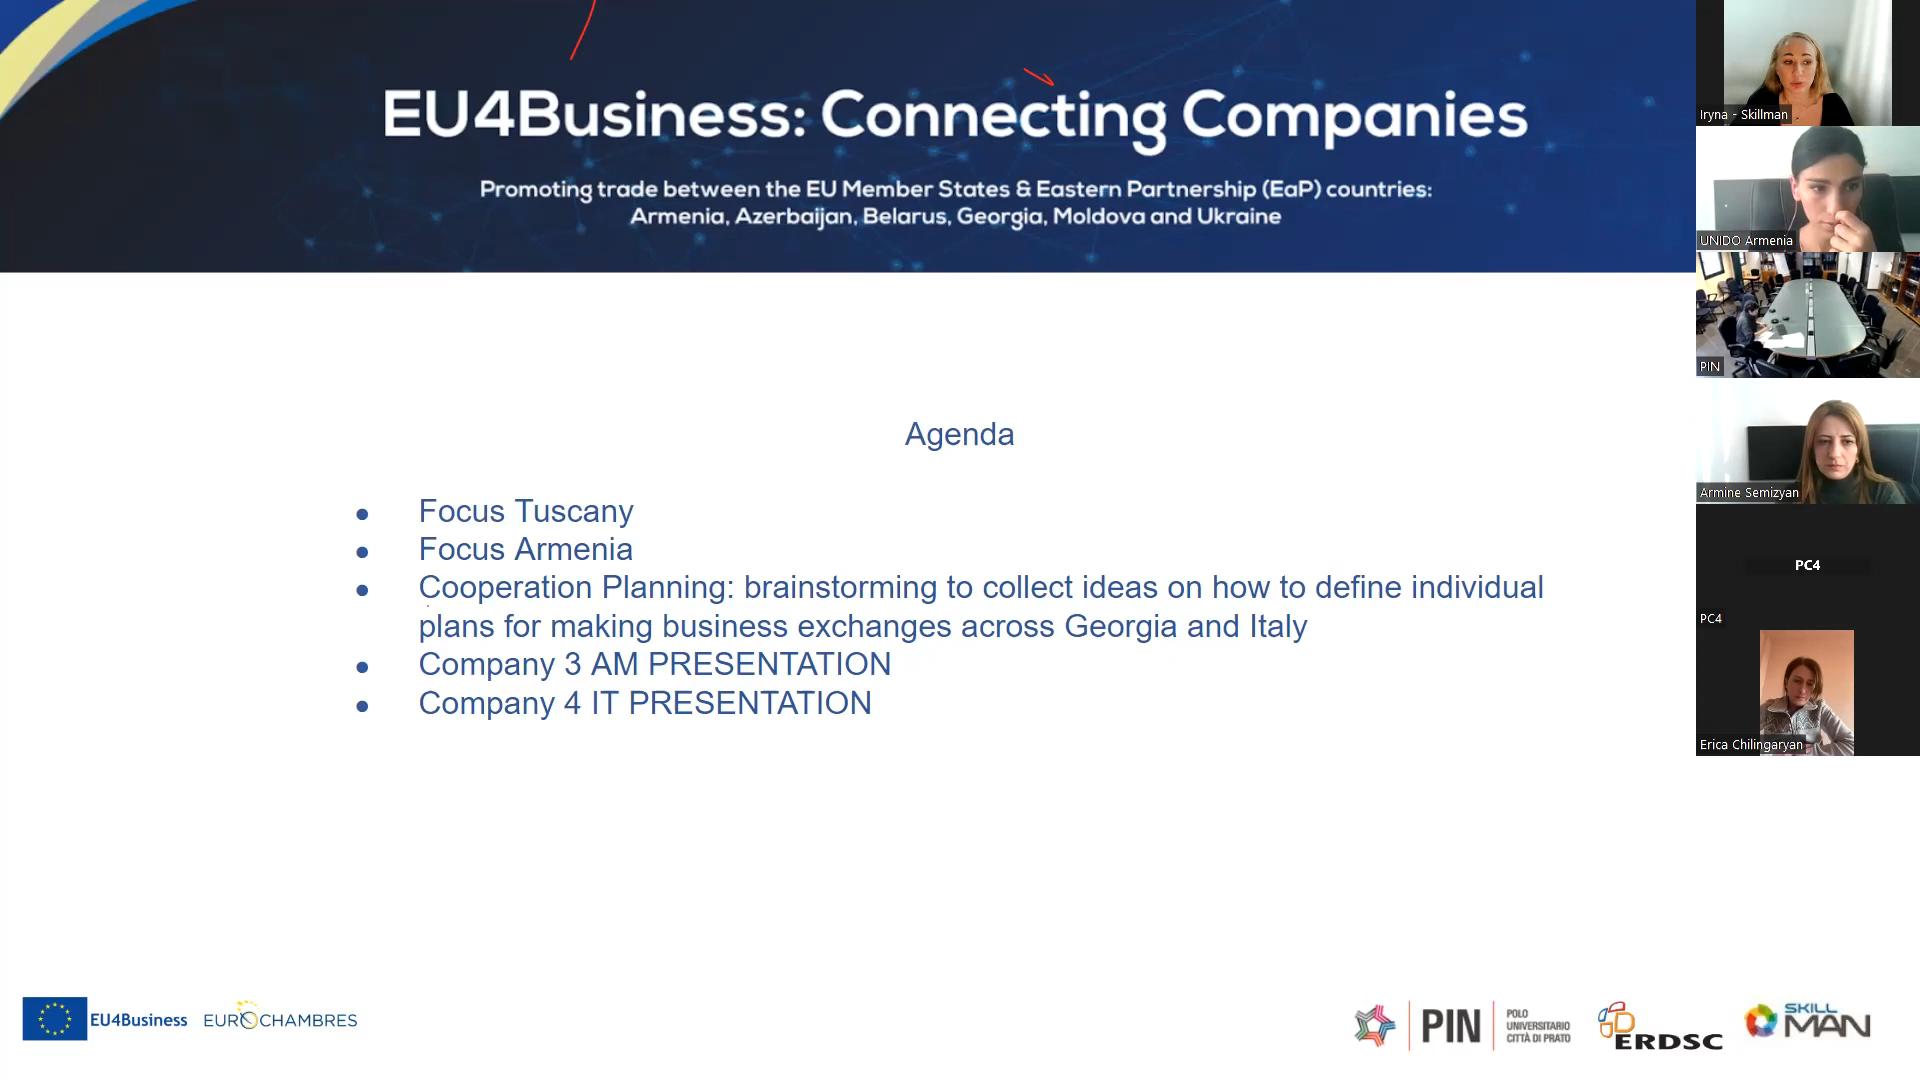 EU4Business: Connecting Companies
Promoting trade between the EU Member States & Eastern Partnership (EaP) countries:
Armenia, Azerbaijan, Belarus, Georgia, Moldova and Ukraine
Agenda
● Focus Tuscany
● Focus Armenia
● Cooperation Planning: brainstorming to collect ideas on how to define individual
plans for making business exchanges across Georgia and Italy
● Company 3 AM PRESENTATION
● Company 4 IT PRESENTATION
Iryna - Skillman
UNIDO Armenia
PIN
Armine Semizyan
PC4
PC4
Erica Chilingaryan
EU4Business
EUROCHAMBRES
PIN
POLO
UNIVERSITARIO
CITTÀ DI PRATO
ERDSC
SKILL
MAN